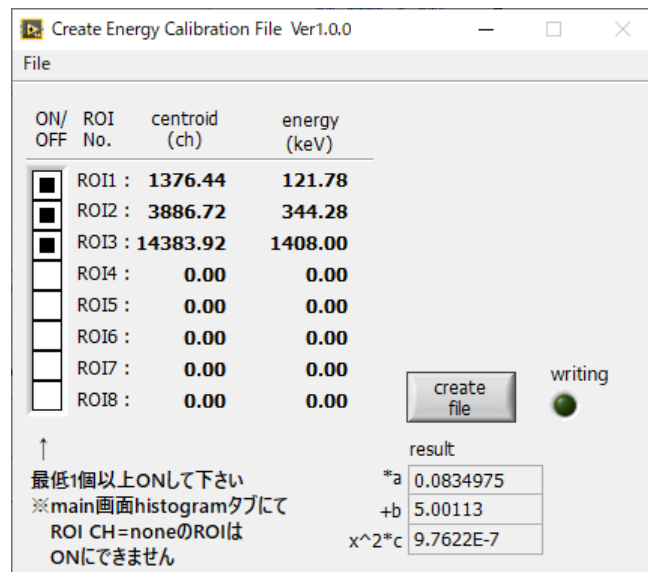 Create Energy Calibration File Ver1.0.0
File
ON/ ROI centroid energy
OFF No. (ch) (keV)
ROI1 : 1376.44 121.78
ROI2 : 3886.72 344.28
ROI3 : 14383.92 1408.00
ROI4 : 0.00 0.00
ROI5 : 0.00 0.00
ROI6 : 0.00 0.00
ROI7 : 0.00 0.00
ROI8 : 0.00 0.00
create
file
writing
↑
最低1個以上ONして下さい
※main画面histogramタブにて
ROI CH=noneのROIは
ONにできません
result
*a 0.0834975
+b 5.00113
x^2*c 9.7622E-7